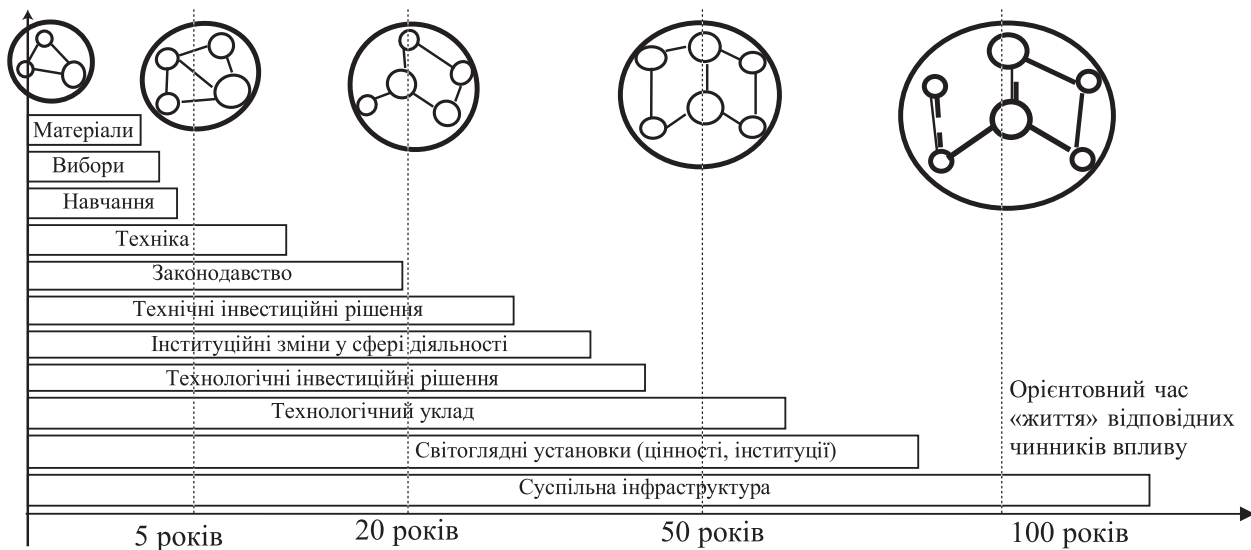 Матеріали
Вибори
Навчання
Техніка
Законодавство
Технічні інвестиційні рішення
Інституційні зміни у сфері діяльності
Технологічні інвестиційні рішення
Технологічний уклад
Світоглядні установки (цінності, інституції)
Суспільна інфраструктура
Орієнтовний час
«життя» відповідних
чинників впливу
5 років
20 років
50 років
100 років